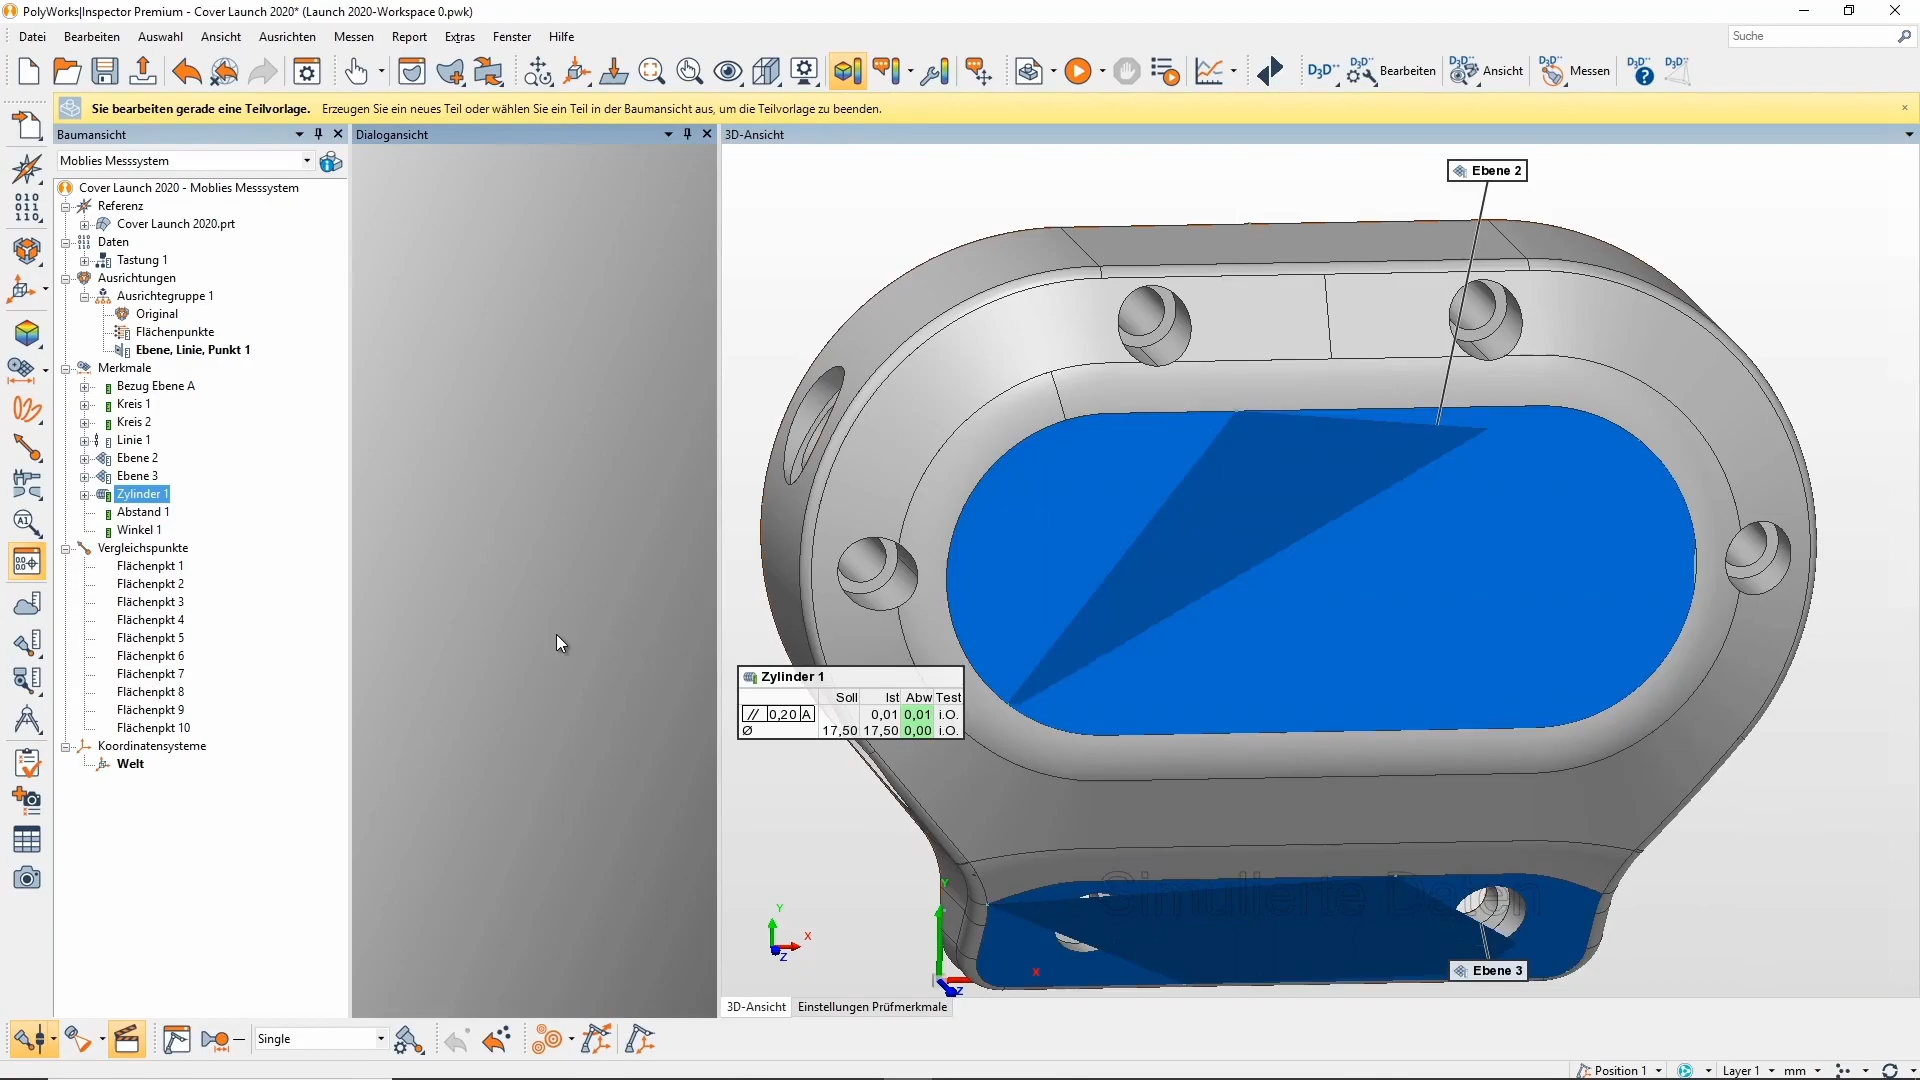 PolyWorks|Inspector Premium - Cover Launch 2020* (Launch 2020-Workspace 0.pwk)
Datei Bearbeiten Auswahl Ansicht Ausrichten Messen Report Extras Fenster Hilfe
Suche
D3D Bearbeiten D3D Ansicht D3D Messen D3D D3D
Sie bearbeiten gerade eine Teilvorlage. Erzeugen Sie ein neues Teil oder wählen Sie ein Teil in der Baumansicht aus, um die Teilvorlage zu beenden.
Baumansicht
Dialogansicht
3D-Ansicht
Moblies Messsystem
Cover Launch 2020 - Moblies Messsystem
Referenz
Cover Launch 2020.prt
Daten
Tastung 1
Ausrichtungen
Ausrichtegruppe 1
Original
Flächenpunkte
Ebene, Linie, Punkt 1
Merkmale
Bezug Ebene A
Kreis 1
Kreis 2
Linie 1
Ebene 2
Ebene 3
Zylinder 1
Abstand 1
Winkel 1
Vergleichspunkte
Flächenpkt 1
Flächenpkt 2
Flächenpkt 3
Flächenpkt 4
Flächenpkt 5
Flächenpkt 6
Flächenpkt 7
Flächenpkt 8
Flächenpkt 9
Flächenpkt 10
Koordinatensysteme
Welt
Ebene 2
Zylinder 1
Soll Ist Abw Test
// 0,20 A 0,01 0,01 i.O.
Ø 17,50 17,50 0,00 i.O.
Simulierte Daten
Y
X
Z
Y
X
Z
Ebene 3
3D-Ansicht Einstellungen Prüfmerkmale
Single
Position 1 Layer 1 mm